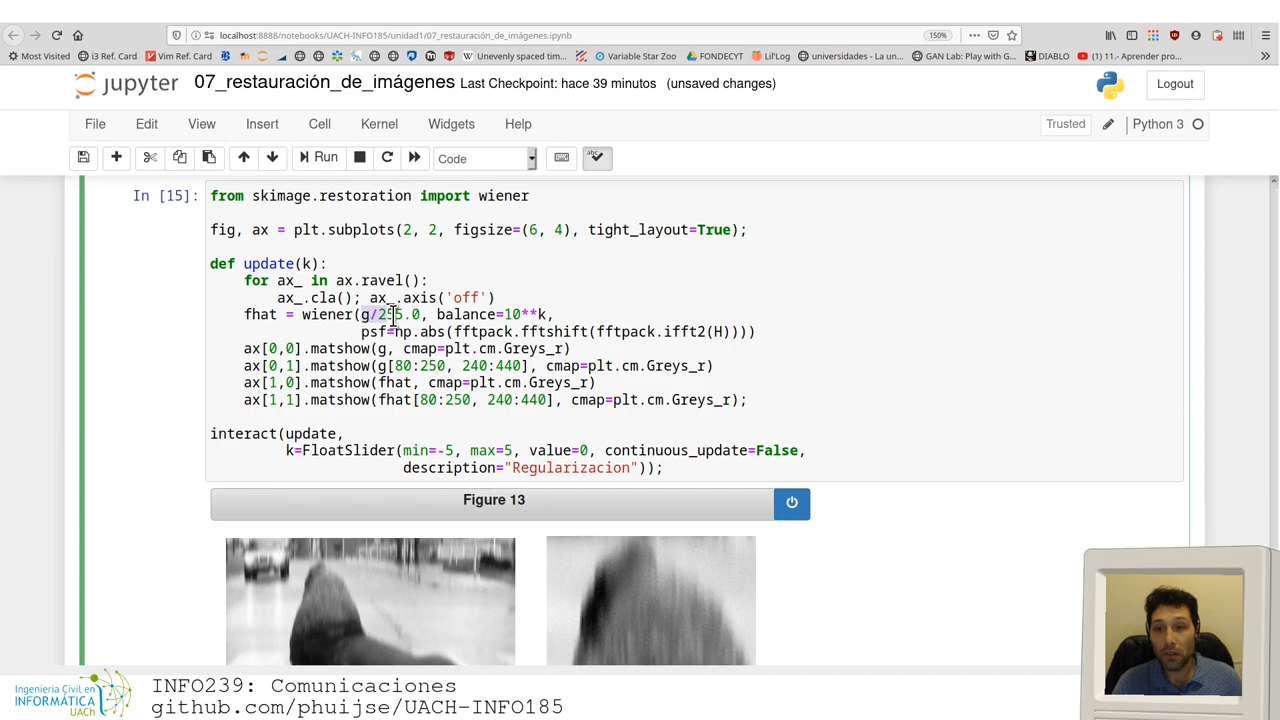 localhost:8888/notebooks/UACH-INFO185/unidad1/07_restauración_de_imágenes.ipynb
150%
Most Visited
i3 Ref. Card
Vim Ref. Card
Unevenly spaced tim...
Variable Star Zoo
FONDECYT
Lil'Log
universidades - La un...
GAN Lab: Play with G...
DIABLO
(1) 11.- Aprender pro...
jupyter 07_restauración_de_imágenes Last Checkpoint: hace 39 minutos (unsaved changes)
Logout
File Edit View Insert Cell Kernel Widgets Help
Trusted
Python 3
Run
Code
In [15]:
from skimage.restoration import wiener
fig, ax = plt.subplots(2, 2, figsize=(6, 4), tight_layout=True);
def update(k):
for ax_ in ax.ravel():
ax_.cla(); ax_.axis('off')
fhat = wiener(g/255.0, balance=10**k,
psf=np.abs(fftpack.fftshift(fftpack.ifft2(H))))
ax[0,0].matshow(g, cmap=plt.cm.Greys_r)
ax[0,1].matshow(g[80:250, 240:440], cmap=plt.cm.Greys_r)
ax[1,0].matshow(fhat, cmap=plt.cm.Greys_r)
ax[1,1].matshow(fhat[80:250, 240:440], cmap=plt.cm.Greys_r);
interact(update,
k=FloatSlider(min=-5, max=5, value=0, continuous_update=False,
description="Regularizacion"));
Figure 13
Ingeniería Civil en
INFORMÁTICA
UACh
INFO239: Comunicaciones
github.com/phuijse/UACH-INFO185